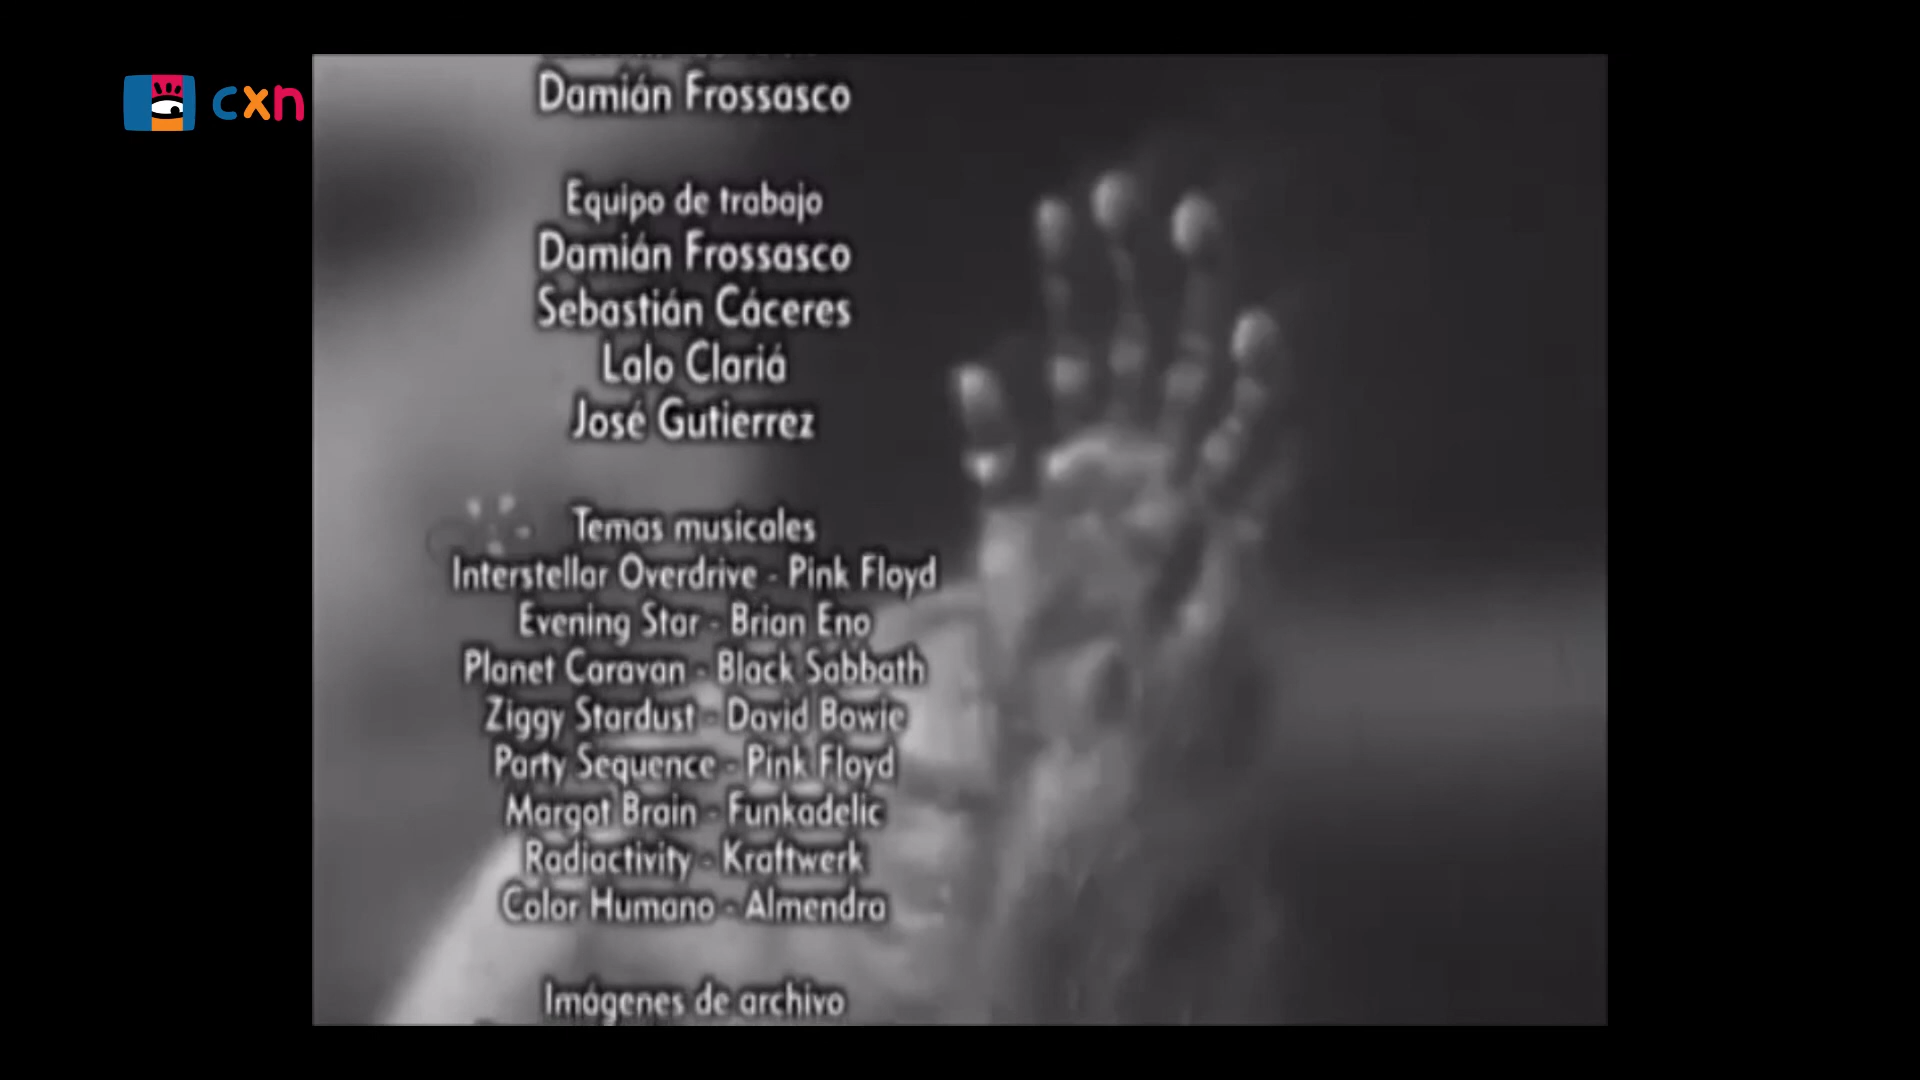 cxn
Damián Frossasco
Equipo de trabajo
Damián Frossasco
Sebastián Cáceres
Lalo Clariá
José Gutierrez
Temas musicales
Interstellar Overdrive - Pink Floyd
Evening Star - Brian Eno
Planet Caravan - Black Sabbath
Ziggy Stardust - David Bowie
Party Sequence - Pink Floyd
Margot Brain - Funkadelic
Radiactivity - Kraftwerk
Color Humano - Almendra
Imágenes de archivo